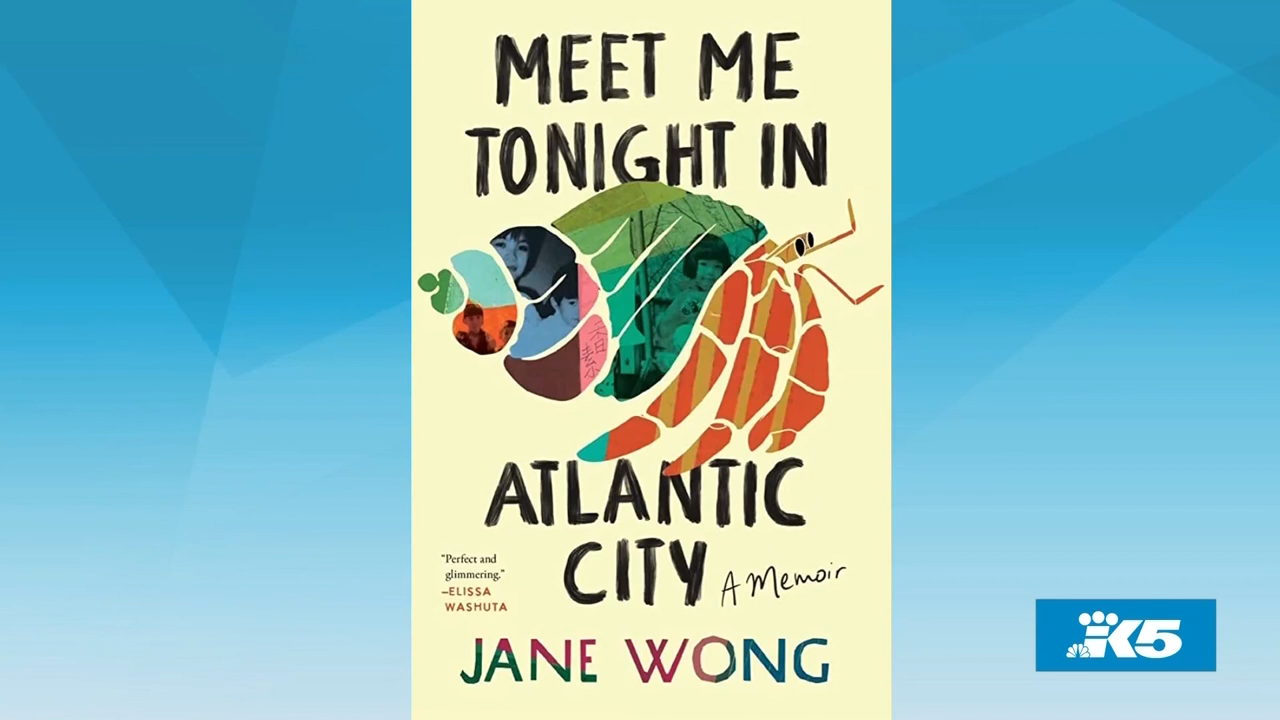 MEET ME
TONIGHT IN
ATLANTIC
CITY
A Memoir
"Perfect and
glimmering."
–ELISSA
WASHUTA
JANE WONG
K5